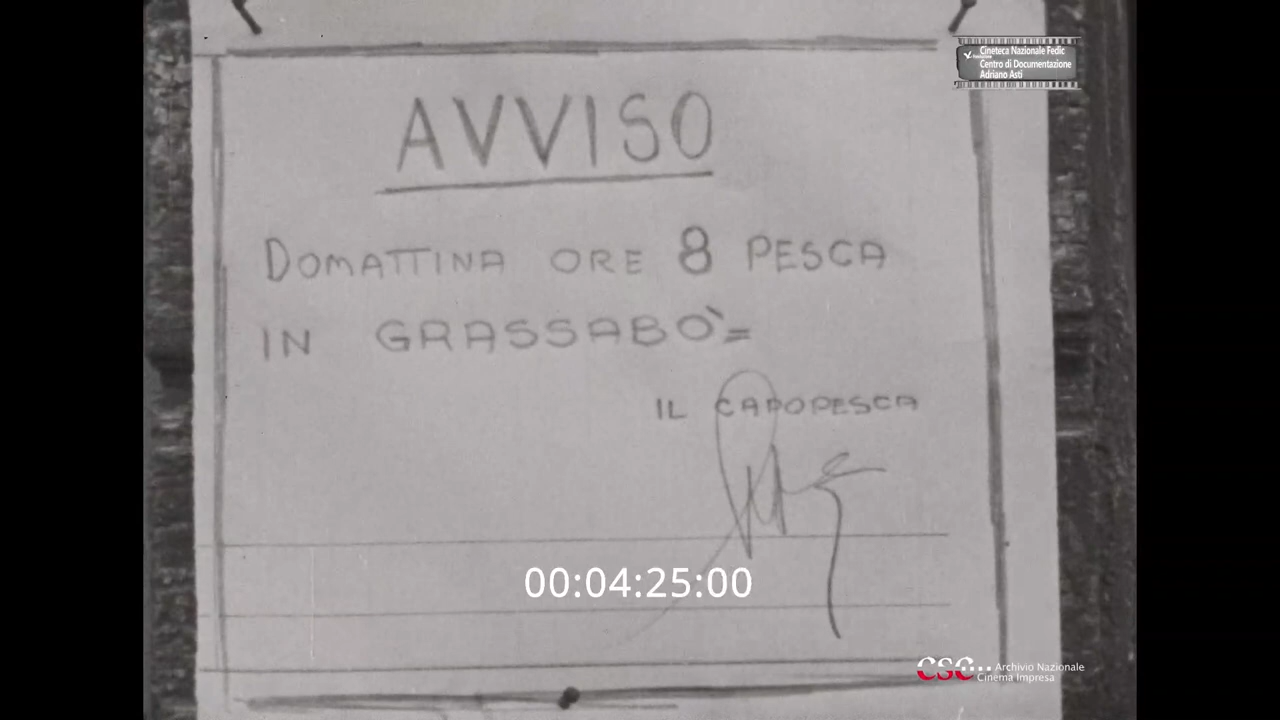 Cineteca Nazionale Fedic
Centro di Documentazione
Adriano Asti
AVVISO
DOMATTINA ORE 8 PESCA
IN GRASSABÒ=
IL CAPOPESCA
00:04:25:00
CSC... Archivio Nazionale
Cinema Impresa